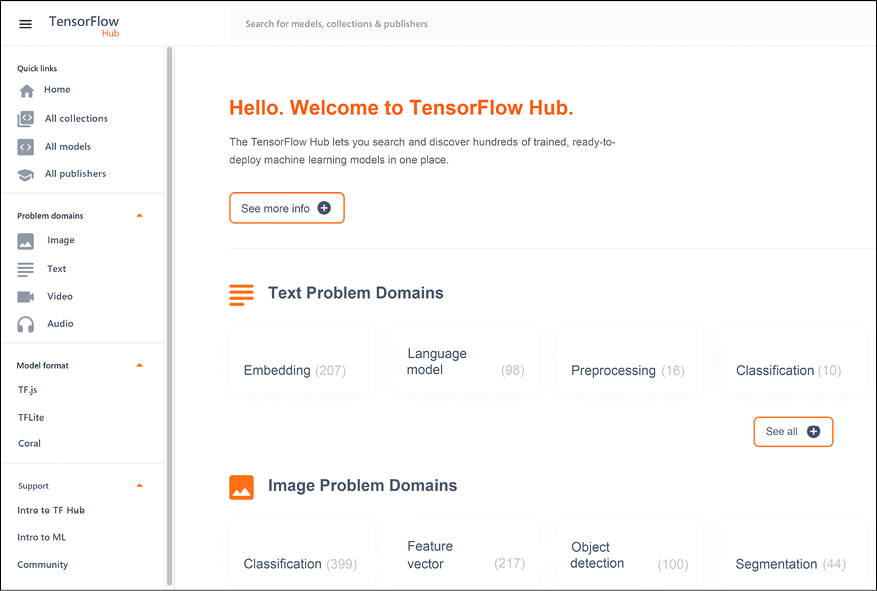 TensorFlow
Hub
Search for medels, collections & publishers
Quick links
Home
All collections
All models
All publishers
Problem domains
Image
Text
Video
Audio
Model format
TF.js
TFLite
Coral
Support
Intro to TF Hub
Intro to ML
Community
Hello. Welcome to TensorFlow Hub.
The TensorFlow Hub lets you search and discover hundreds of trained, ready-to-
deploy machine learning models in one place.
See more info
Text Problem Domains
Embedding (207)
Language
model (98)
Preprocessing (16)
Classification (10)
See all
Image Problem Domains
Classification (399)
Feature
vector (217)
Object
detection (100)
Segmentation (44)